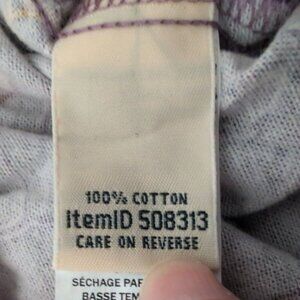 100% COTTON
ItemID 508313
CARE ON REVERSE
SÉCHAGE PAR
BASSE TEM